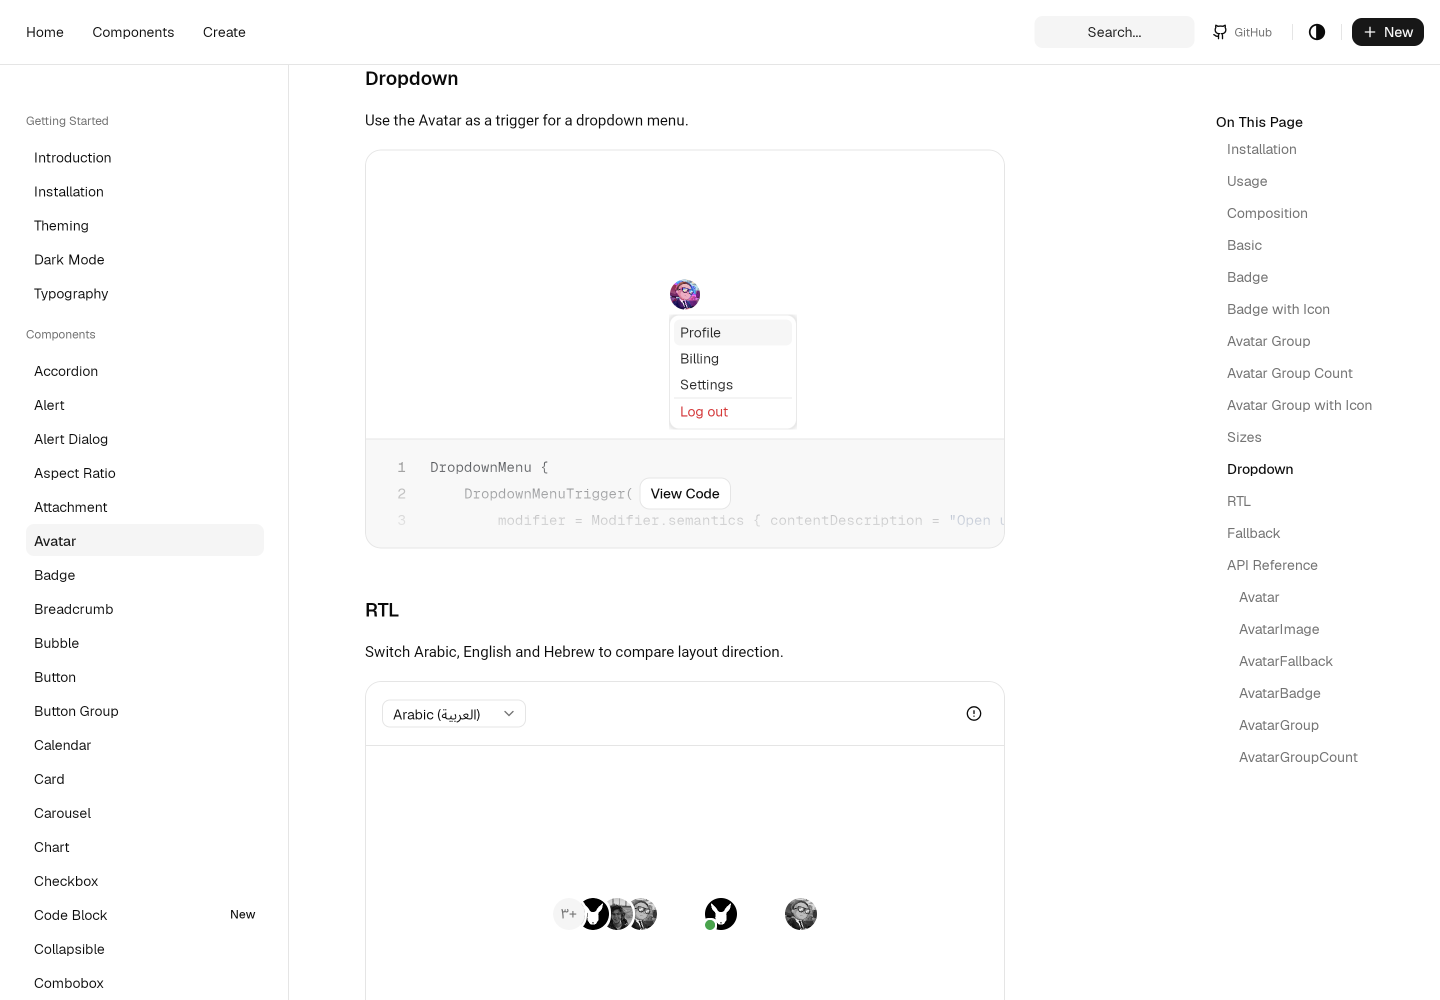 Home Components Create Search... GitHub New
Getting Started
Introduction
Installation
Theming
Dark Mode
Typography
Components
Accordion
Alert
Alert Dialog
Aspect Ratio
Attachment
Avatar
Badge
Breadcrumb
Bubble
Button
Button Group
Calendar
Card
Carousel
Chart
Checkbox
Code Block New
Collapsible
Combobox
Dropdown
Use the Avatar as a trigger for a dropdown menu.
Profile
Billing
Settings
Log out
1 DropdownMenu {
2 DropdownMenuTrigger(
View Code
3 modifier = Modifier.semantics { contentDescription = "Open u
RTL
Switch Arabic, English and Hebrew to compare layout direction.
Arabic (العربية)
+٣
On This Page
Installation
Usage
Composition
Basic
Badge
Badge with Icon
Avatar Group
Avatar Group Count
Avatar Group with Icon
Sizes
Dropdown
RTL
Fallback
API Reference
Avatar
AvatarImage
AvatarFallback
AvatarBadge
AvatarGroup
AvatarGroupCount